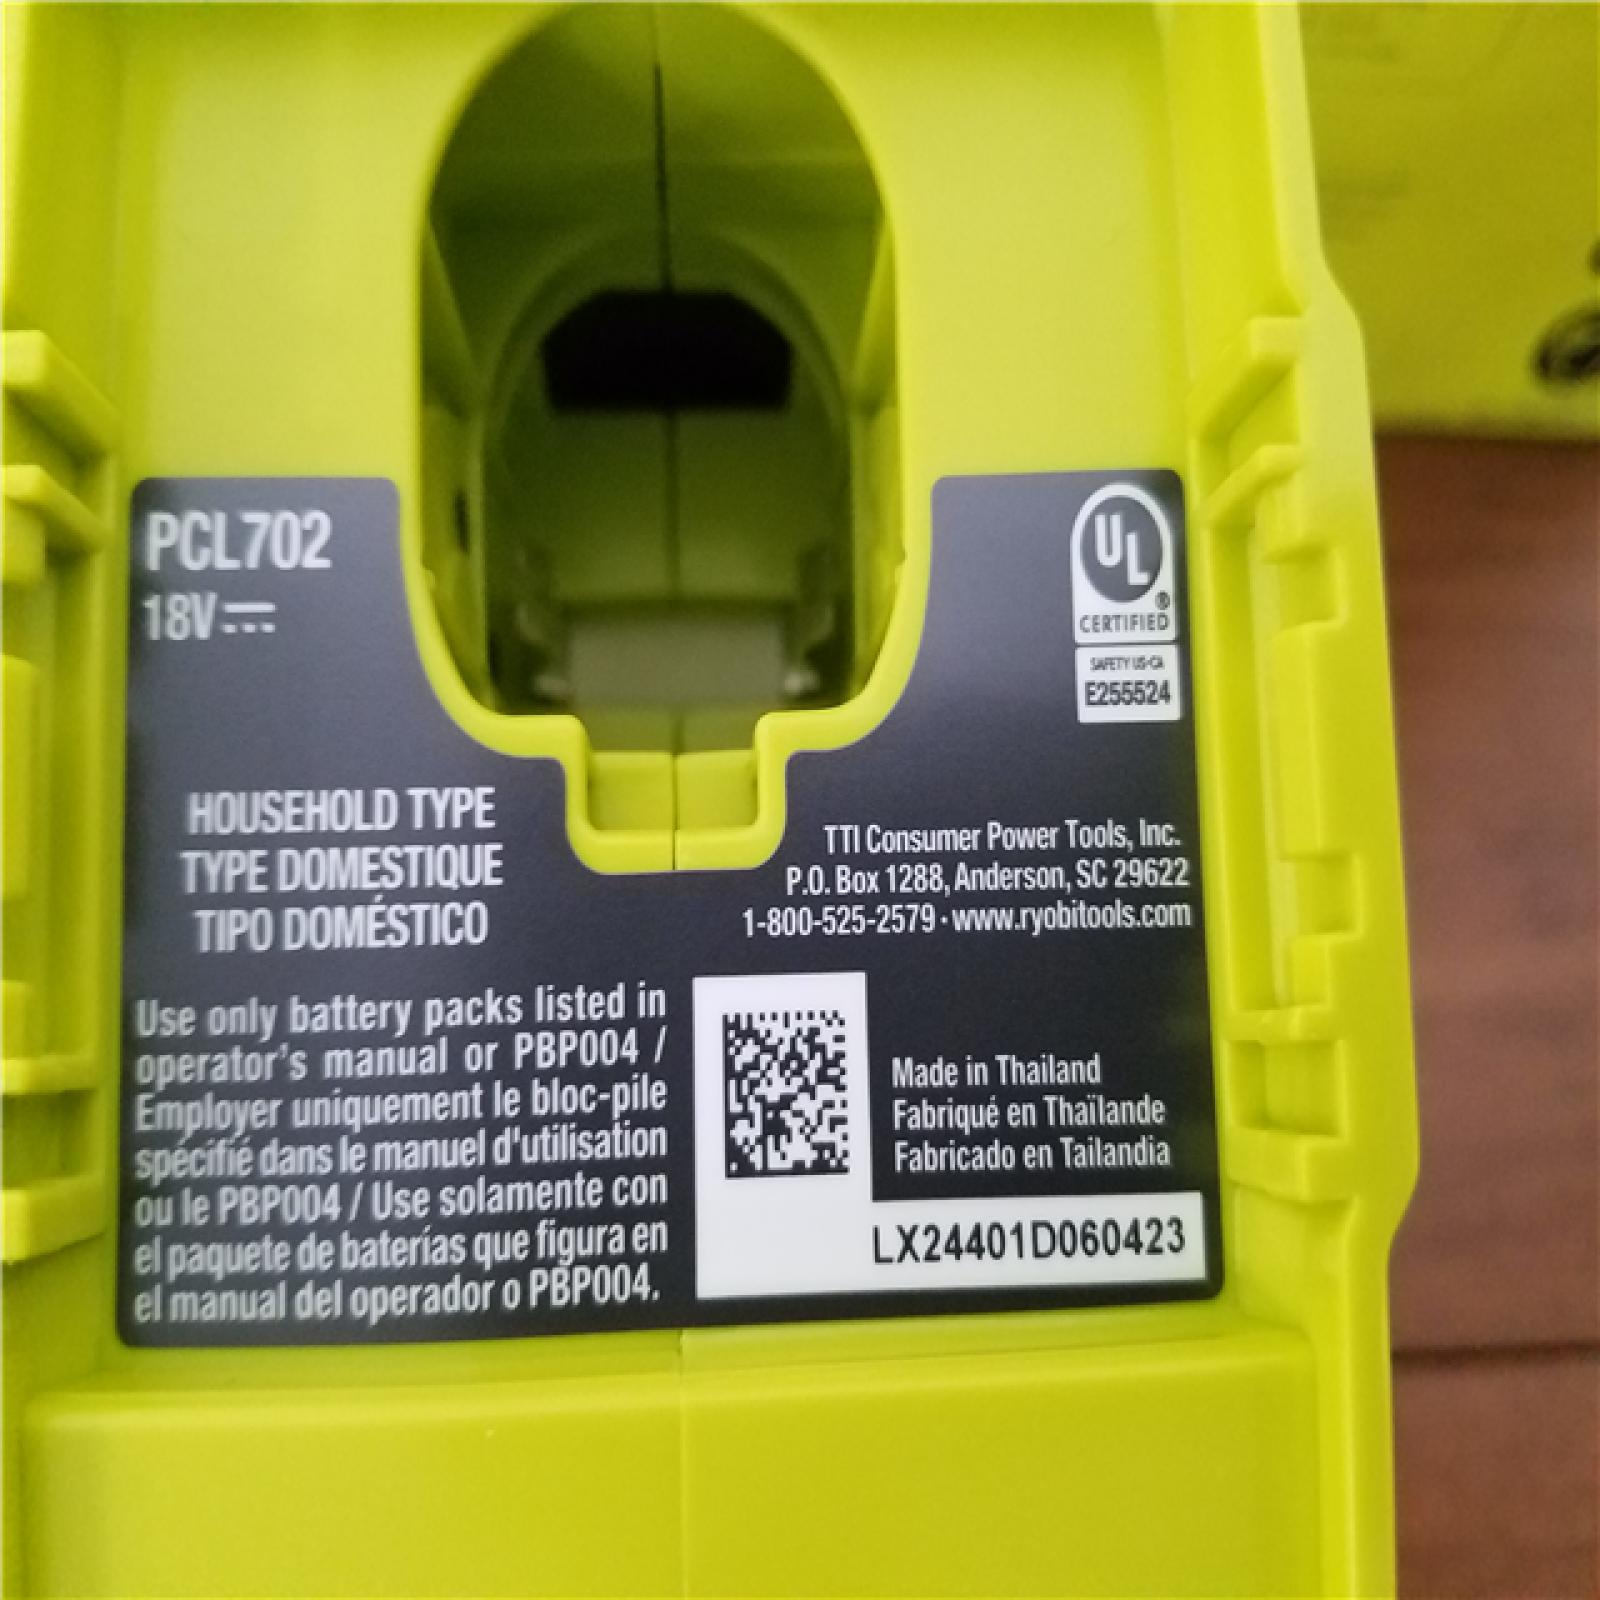 PCL702
18V
UL
®
CERTIFIED
SAFETY US-CA
E255524
HOUSEHOLD TYPE
TYPE DOMESTIQUE
TIPO DOMÉSTICO
TTI Consumer Power Tools, Inc.
P.O. Box 1288, Anderson, SC 29622
1-800-525-2579 · www.ryobitools.com
Use only battery packs listed in
operator's manual or PBP004 /
Employer uniquement le bloc-pile
spécifié dans le manuel d'utilisation
ou le PBP004 / Use solamente con
el paquete de baterías que figura en
el manual del operador o PBP004.
Made in Thailand
Fabriqué en Thaïlande
Fabricado en Tailandia
LX24401D060423